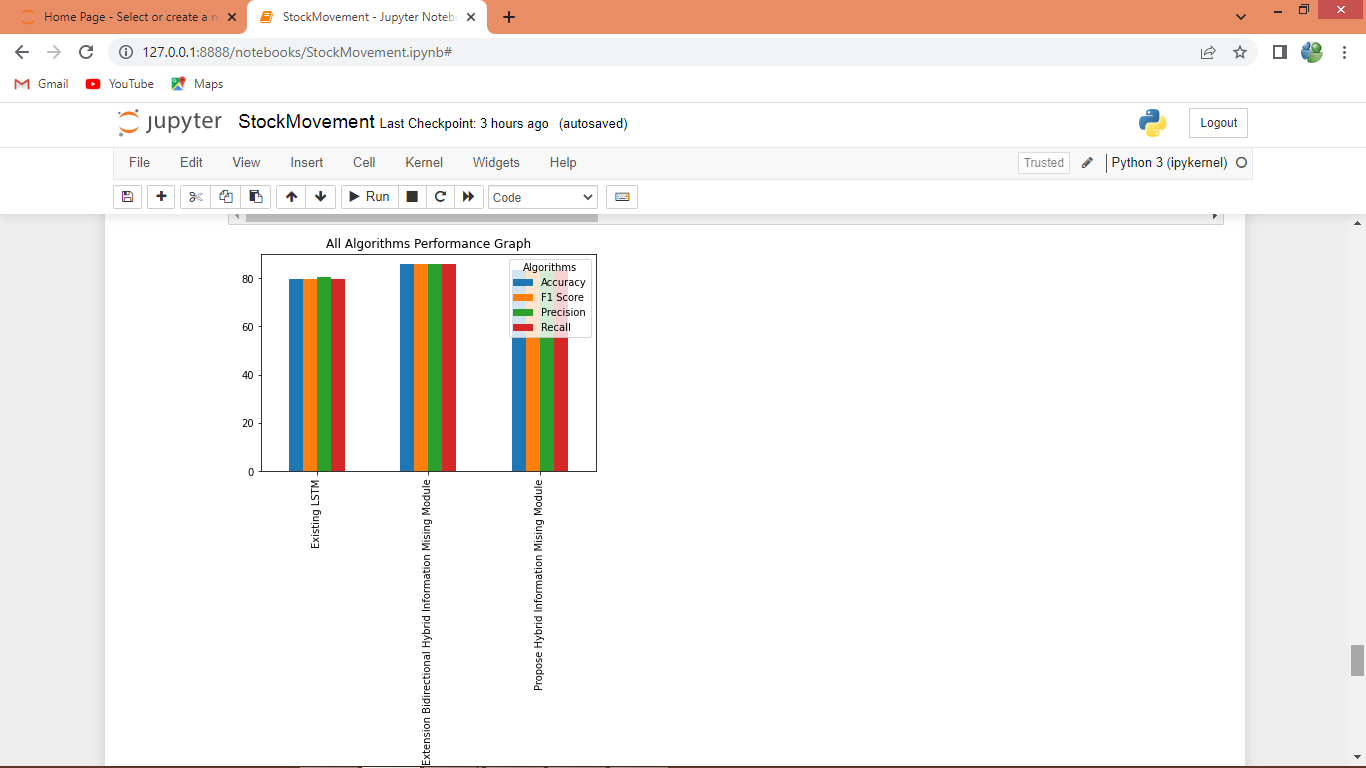 Home Page - Select or create a n
StockMovement - Jupyter Noteb
127.0.0.1:8888/notebooks/StockMovement.ipynb#
Gmail YouTube Maps
jupyter StockMovement Last Checkpoint: 3 hours ago (autosaved)
Logout
File Edit View Insert Cell Kernel Widgets Help
Trusted
Python 3 (ipykernel)
Run
Code
All Algorithms Performance Graph
Algorithms
Accuracy
F1 Score
Precision
Recall
80
60
40
20
0
Existing LSTM
Extension Bidirectional Hybrid Information Mising Module
Propose Hybrid Information Mising Module